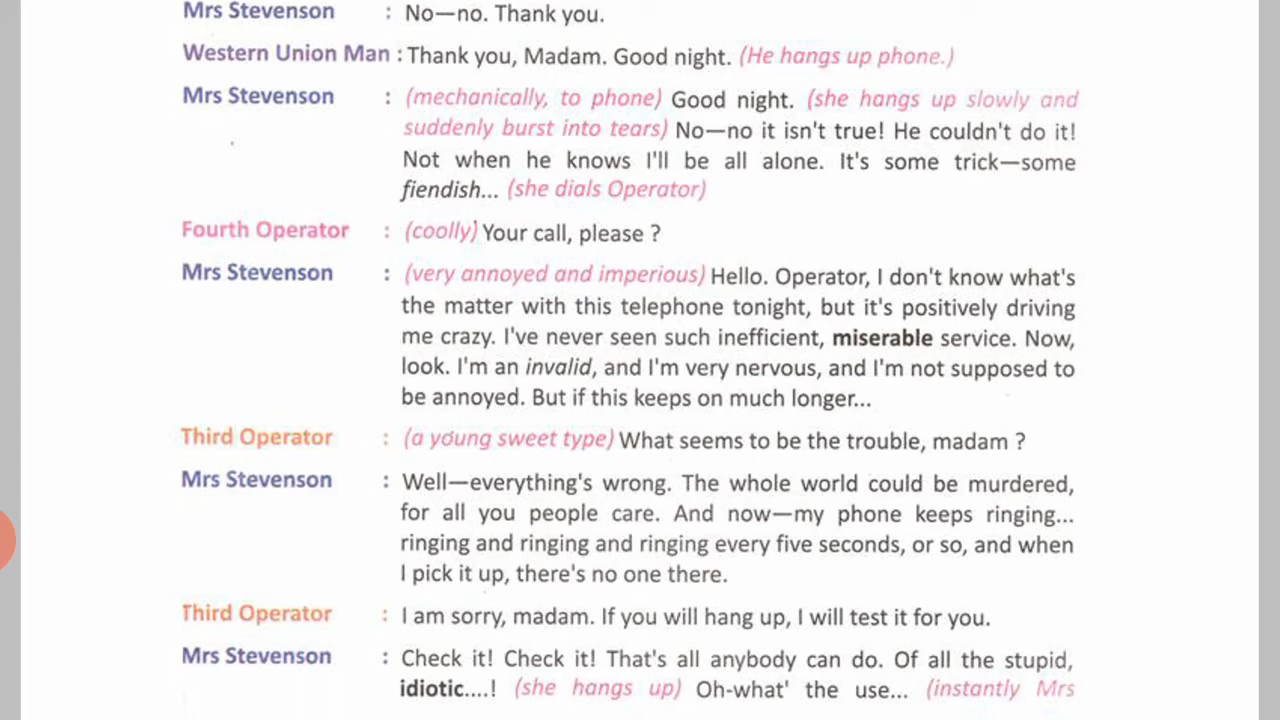 Mrs Stevenson : No—no. Thank you.
Western Union Man : Thank you, Madam. Good night. (He hangs up phone.)
Mrs Stevenson : (mechanically, to phone) Good night. (she hangs up slowly and
suddenly burst into tears) No—no it isn't true! He couldn't do it!
Not when he knows I'll be all alone. It's some trick—some
fiendish... (she dials Operator)
Fourth Operator : (coolly) Your call, please ?
Mrs Stevenson : (very annoyed and imperious) Hello. Operator, I don't know what's
the matter with this telephone tonight, but it's positively driving
me crazy. I've never seen such inefficient, miserable service. Now,
look. I'm an invalid, and I'm very nervous, and I'm not supposed to
be annoyed. But if this keeps on much longer...
Third Operator : (a young sweet type) What seems to be the trouble, madam ?
Mrs Stevenson : Well—everything's wrong. The whole world could be murdered,
for all you people care. And now—my phone keeps ringing...
ringing and ringing and ringing every five seconds, or so, and when
I pick it up, there's no one there.
Third Operator : I am sorry, madam. If you will hang up, I will test it for you.
Mrs Stevenson : Check it! Check it! That's all anybody can do. Of all the stupid,
idiotic....! (she hangs up) Oh-what' the use... (instantly Mrs